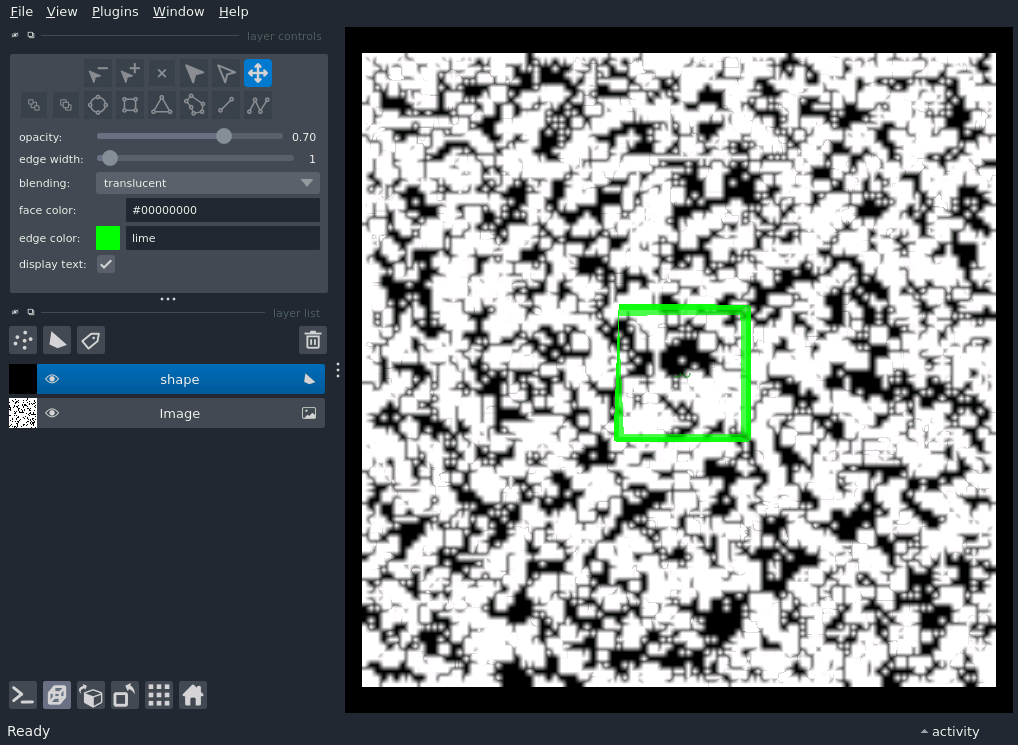 File View Plugins Window Help
layer controls
opacity: 0.70
edge width: 1
blending: translucent
face color: #00000000
edge color: lime
display text:
layer list
shape
Image
Ready
activity